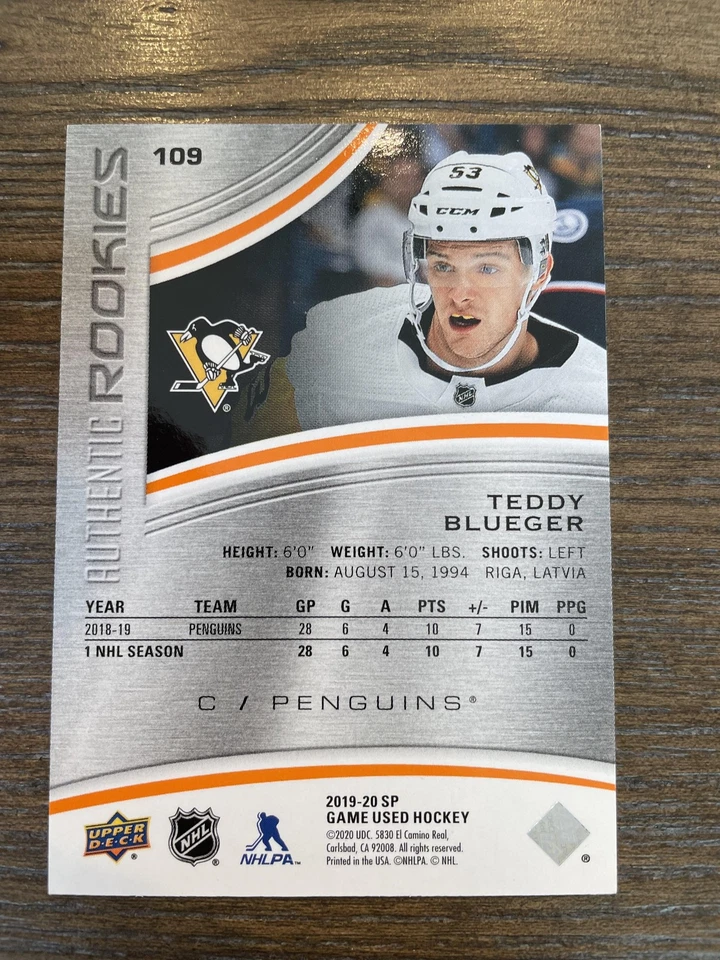 109
AUTHENTIC ROOKIES
53
CCM
NHL
TEDDY
BLUEGER
HEIGHT: 6'0" WEIGHT: 6'0" LBS. SHOOTS: LEFT
BORN: AUGUST 15, 1994 RIGA, LATVIA
YEAR TEAM GP G A PTS +/- PIM PPG
2018-19 PENGUINS 28 6 4 10 7 15 0
1 NHL SEASON 28 6 4 10 7 15 0
C / PENGUINS®
UPPER
D·E·C·K
®
NHL
®
NHLPA™
2019-20 SP
GAME USED HOCKEY
©2020 UDC. 5830 El Camino Real,
Carlsbad, CA 92008. All rights reserved.
Printed in the USA. ©NHLPA. © NHL.
®